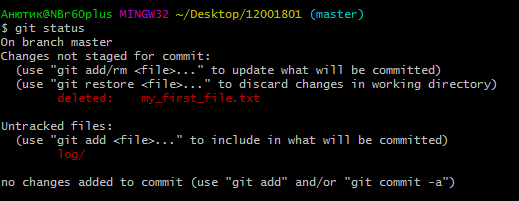 Анютик@NBr60plus MINGW32 ~/Desktop/12001801 (master)
$ git status
On branch master
Changes not staged for commit:
  (use "git add/rm <file>..." to update what will be committed)
  (use "git restore <file>..." to discard changes in working directory)
        deleted:    my_first_file.txt

Untracked files:
  (use "git add <file>..." to include in what will be committed)
        log/

no changes added to commit (use "git add" and/or "git commit -a")